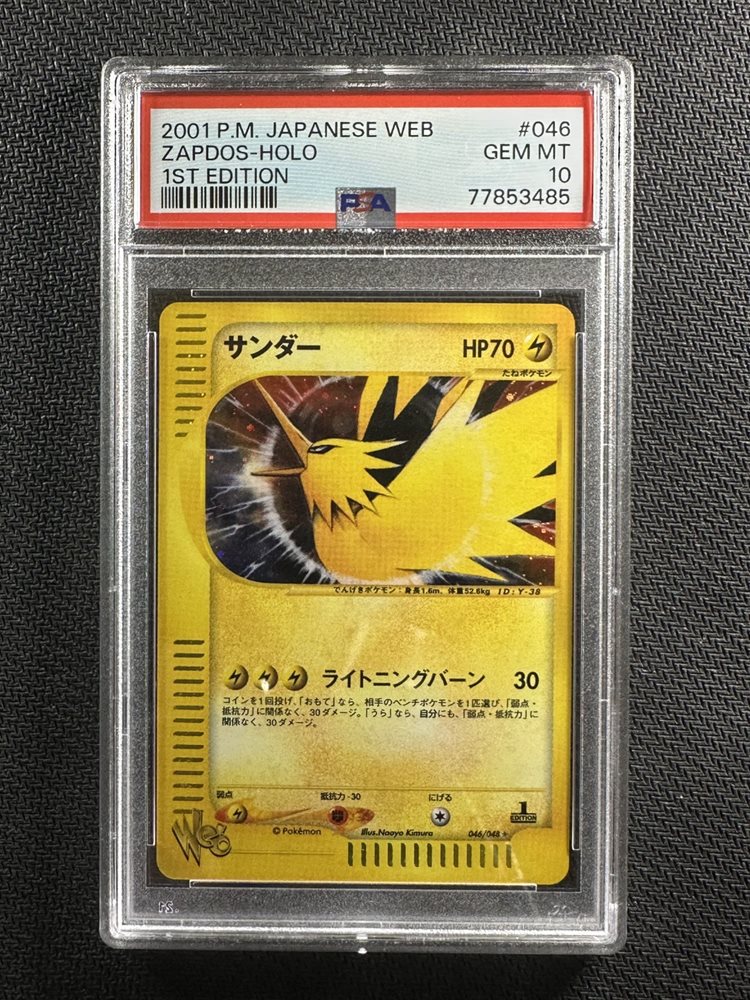 2001 P.M. JAPANESE WEB #046
ZAPDOS-HOLO GEM MT
1ST EDITION 10
PSA 77853485
サンダー HP70
たねポケモン
でんげきポケモン：身長1.6m、体重52.6kg ID:Y-38
ライトニングバーン 30
コインを1回投げ、「おもて」なら、相手のベンチポケモンを1匹選び、「弱点・
抵抗力」に関係なく、30ダメージ。「うら」なら、自分にも、「弱点・抵抗力」に
関係なく、30ダメージ。
弱点 抵抗力-30 にげる
1
EDITION
Web
©Pokémon Illus.Naoyo Kimura 046/048 ★